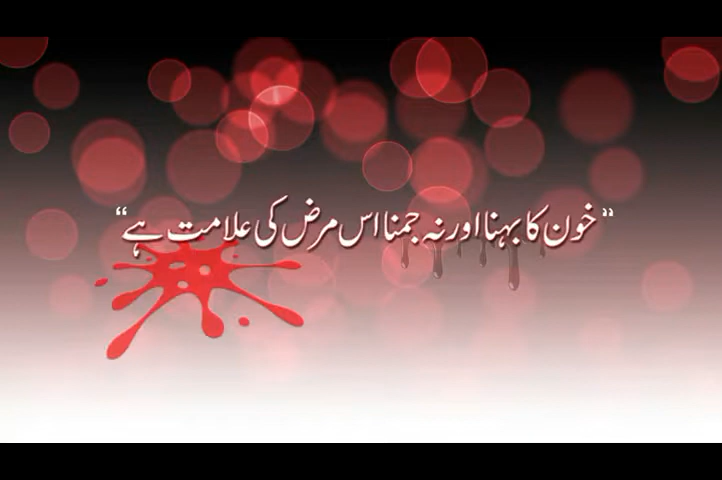 ”خون کا بہنا اور نہ جمنا اس مرض کی علامت ہے“